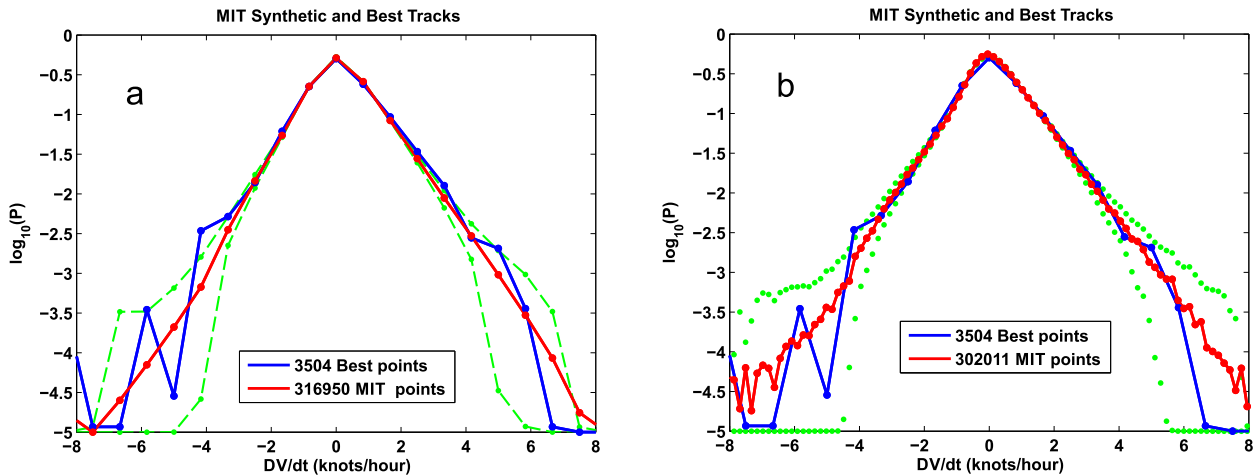 MIT Synthetic and Best Tracks
a
0
−0.5
−1
−1.5
−2
−2.5
−3
−3.5
−4
−4.5
−5
log10(P)
−8 −6 −4 −2 0 2 4 6 8
DV/dt (knots/hour)
3504 Best points
316950 MIT points
MIT Synthetic and Best Tracks
b
0
−0.5
−1
−1.5
−2
−2.5
−3
−3.5
−4
−4.5
−5
log10(P)
−8 −6 −4 −2 0 2 4 6 8
DV/dt (knots/hour)
3504 Best points
302011 MIT points